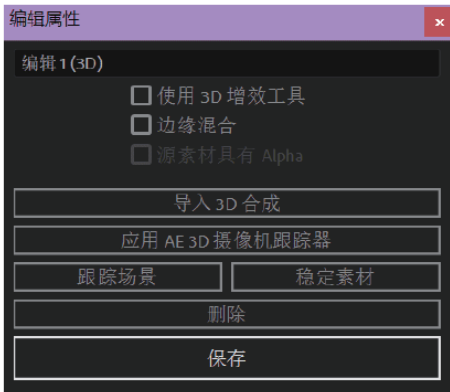 编辑属性
编辑1(3D)
使用 3D 增效工具
边缘混合
源素材具有 Alpha
导入 3D 合成
应用 AE 3D 摄像机跟踪器
跟踪场景 稳定素材
删除
保存